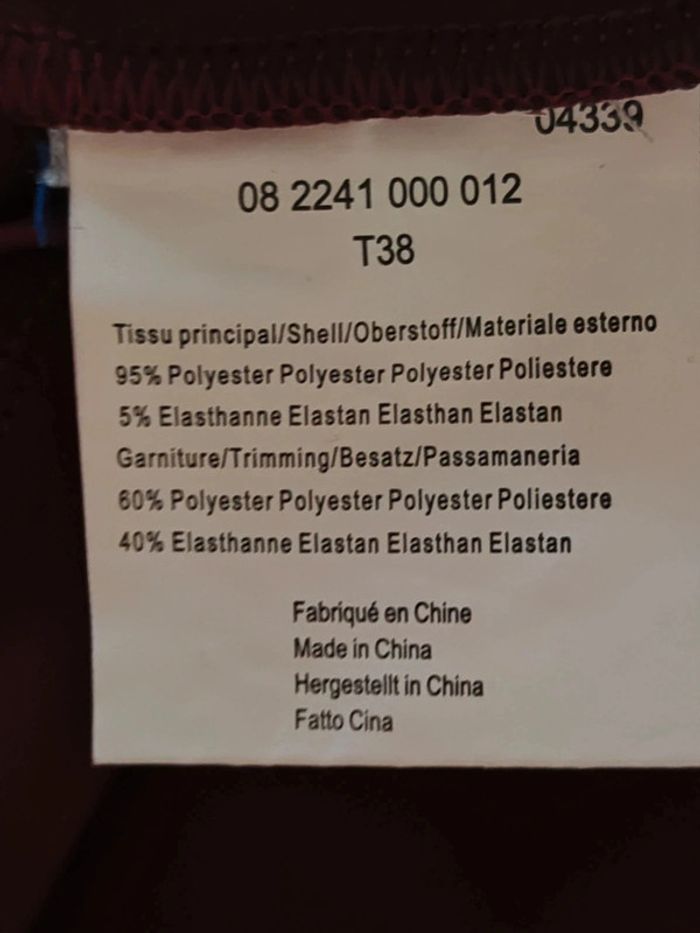 04339
08 2241 000 012
T38
Tissu principal/Shell/Oberstoff/Materiale esterno
95% Polyester Polyester Polyester Poliestere
5% Elasthanne Elastan Elasthan Elastan
Garniture/Trimming/Besatz/Passamaneria
60% Polyester Polyester Polyester Poliestere
40% Elasthanne Elastan Elasthan Elastan
Fabriqué en Chine
Made in China
Hergestellt in China
Fatto Cina